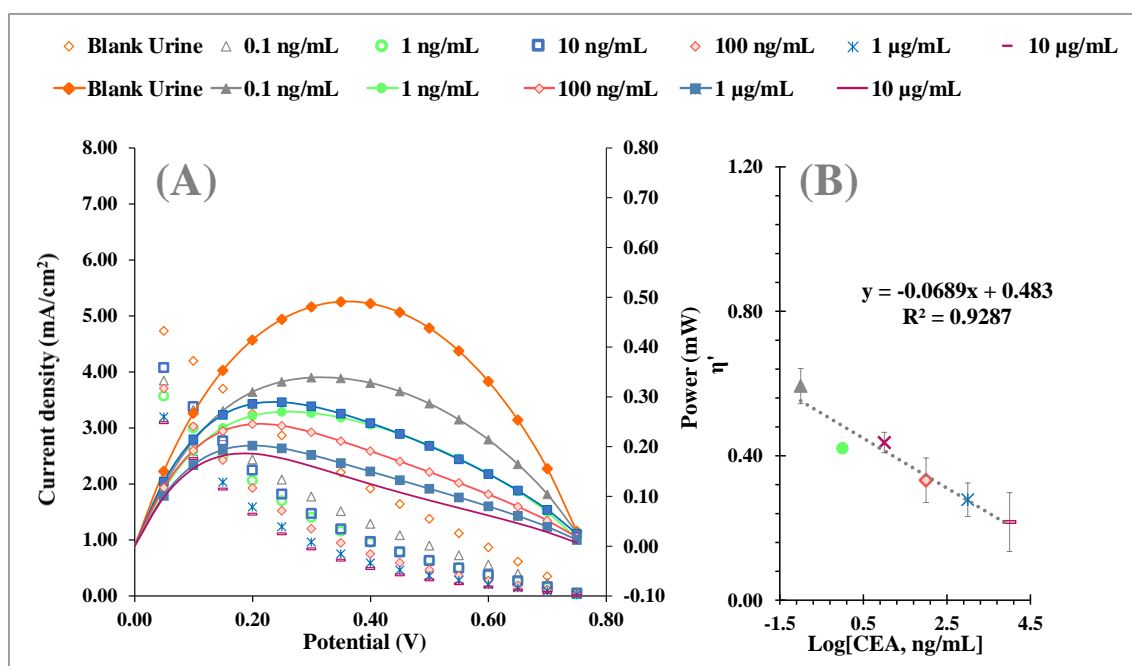 Blank Urine 0.1 ng/mL 1 ng/mL 10 ng/mL 100 ng/mL 1 µg/mL 10 µg/mL
Blank Urine 0.1 ng/mL 1 ng/mL 100 ng/mL 1 µg/mL 10 µg/mL
(A)
Current density (mA/cm²)
8.00
7.00
6.00
5.00
4.00
3.00
2.00
1.00
0.00
0.00 0.20 0.40 0.60 0.80
Potential (V)
0.80
0.70
0.60
0.50
0.40
0.30
0.20
0.10
0.00
-0.10
Power (mW)
(B)
η'
1.20
0.80
0.40
0.00
y = -0.0689x + 0.483
R² = 0.9287
-1.5 0.5 2.5 4.5
Log[CEA, ng/mL]